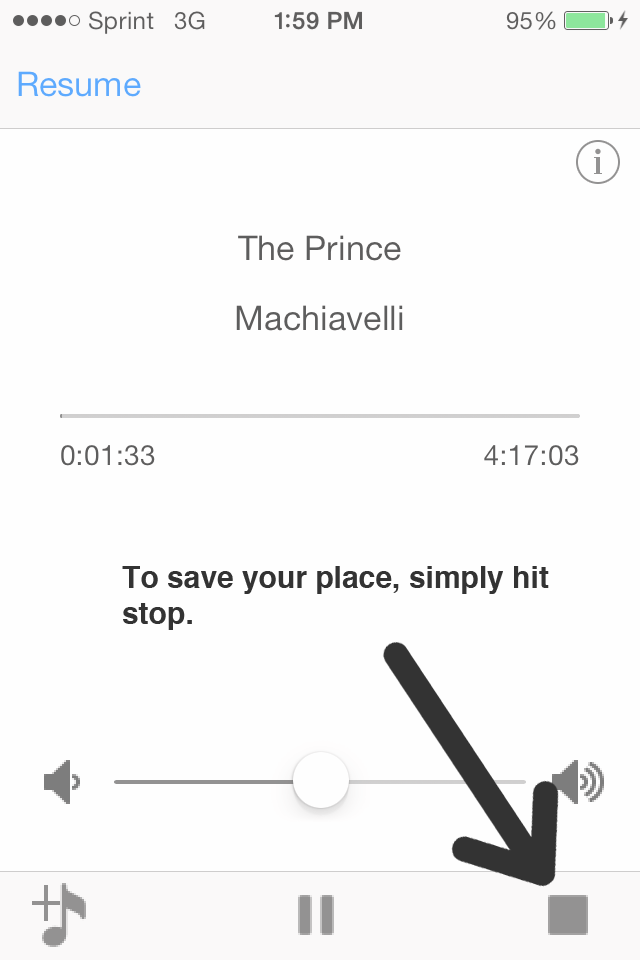 Sprint 3G 1:59 PM 95%
Resume
i
The Prince
Machiavelli
0:01:33 4:17:03
To save your place, simply hit
stop.